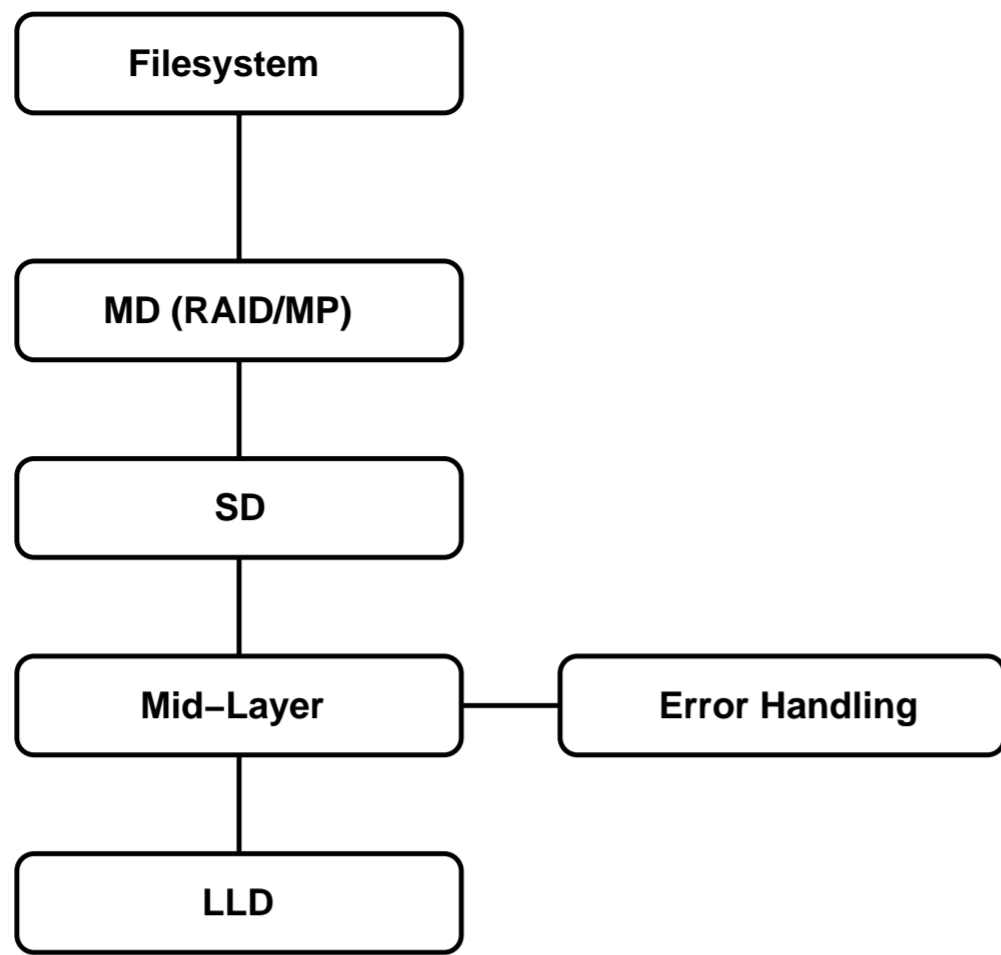 Filesystem
MD (RAID/MP)
SD
Mid−Layer
Error Handling
LLD